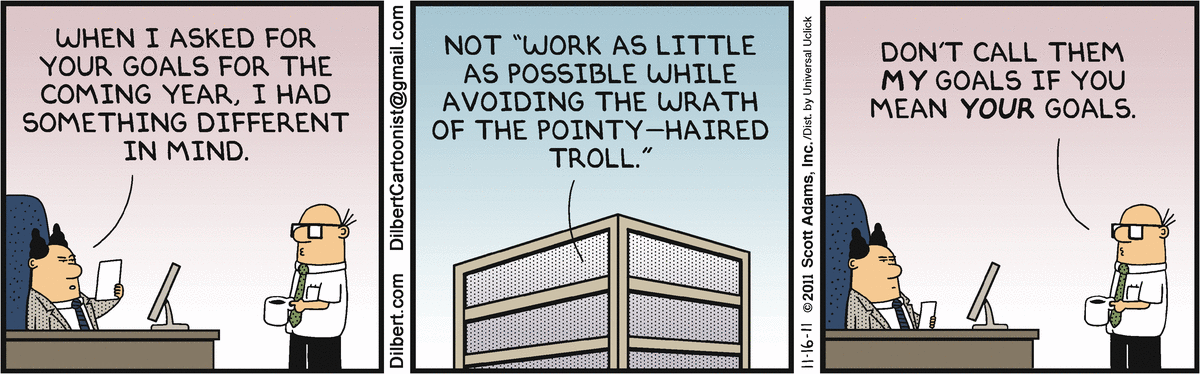 WHEN I ASKED FOR
YOUR GOALS FOR THE
COMING YEAR, I HAD
SOMETHING DIFFERENT
IN MIND.
Dilbert.com DilbertCartoonist@gmail.com
NOT "WORK AS LITTLE
AS POSSIBLE WHILE
AVOIDING THE WRATH
OF THE POINTY-HAIRED
TROLL."
11-16-11 ©2011 Scott Adams, Inc./Dist. by Universal Uclick
DON'T CALL THEM
MY GOALS IF YOU
MEAN YOUR GOALS.